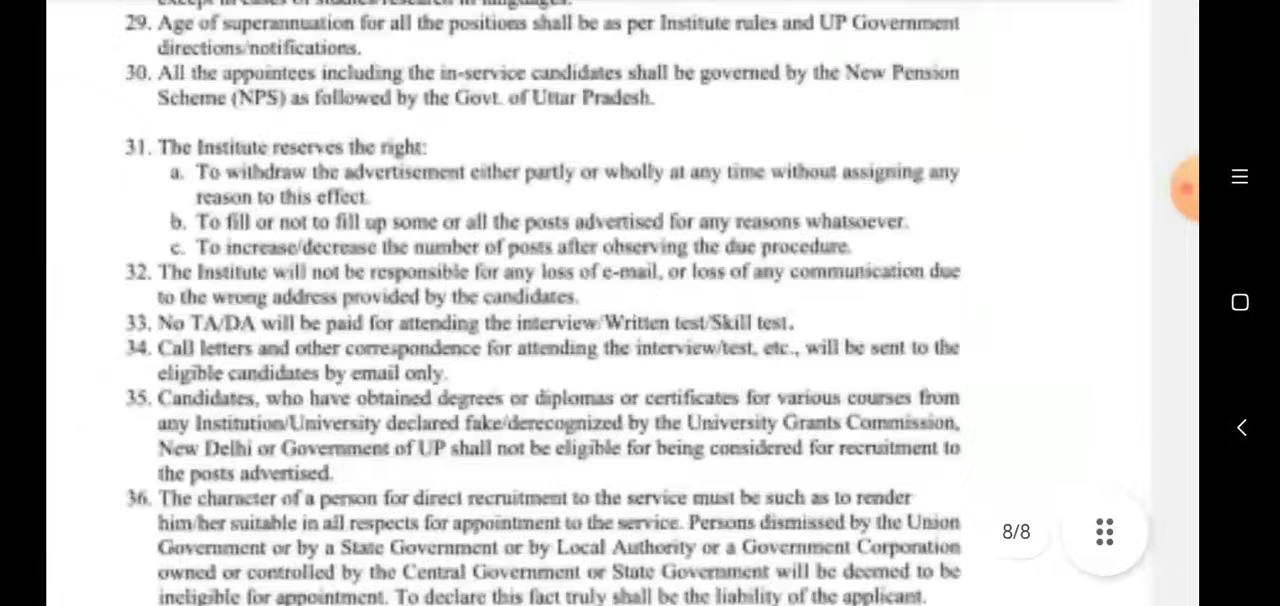 except in cases of studies/research in languages.
29. Age of superannuation for all the positions shall be as per Institute rules and UP Government
directions/notifications.
30. All the appointees including the in-service candidates shall be governed by the New Pension
Scheme (NPS) as followed by the Govt. of Uttar Pradesh.
31. The Institute reserves the right:
a. To withdraw the advertisement either partly or wholly at any time without assigning any
reason to this effect.
b. To fill or not to fill up some or all the posts advertised for any reasons whatsoever.
c. To increase/decrease the number of posts after observing the due procedure.
32. The Institute will not be responsible for any loss of e-mail, or loss of any communication due
to the wrong address provided by the candidates.
33. No TA/DA will be paid for attending the interview/Written test/Skill test.
34. Call letters and other correspondence for attending the interview/test, etc., will be sent to the
eligible candidates by email only.
35. Candidates, who have obtained degrees or diplomas or certificates for various courses from
any Institution/University declared fake/derecognized by the University Grants Commission,
New Delhi or Government of UP shall not be eligible for being considered for recruitment to
the posts advertised.
36. The character of a person for direct recruitment to the service must be such as to render
him/her suitable in all respects for appointment to the service. Persons dismissed by the Union
Government or by a State Government or by Local Authority or a Government Corporation
owned or controlled by the Central Government or State Government will be deemed to be
ineligible for appointment. To declare this fact truly shall be the liability of the applicant.
8/8